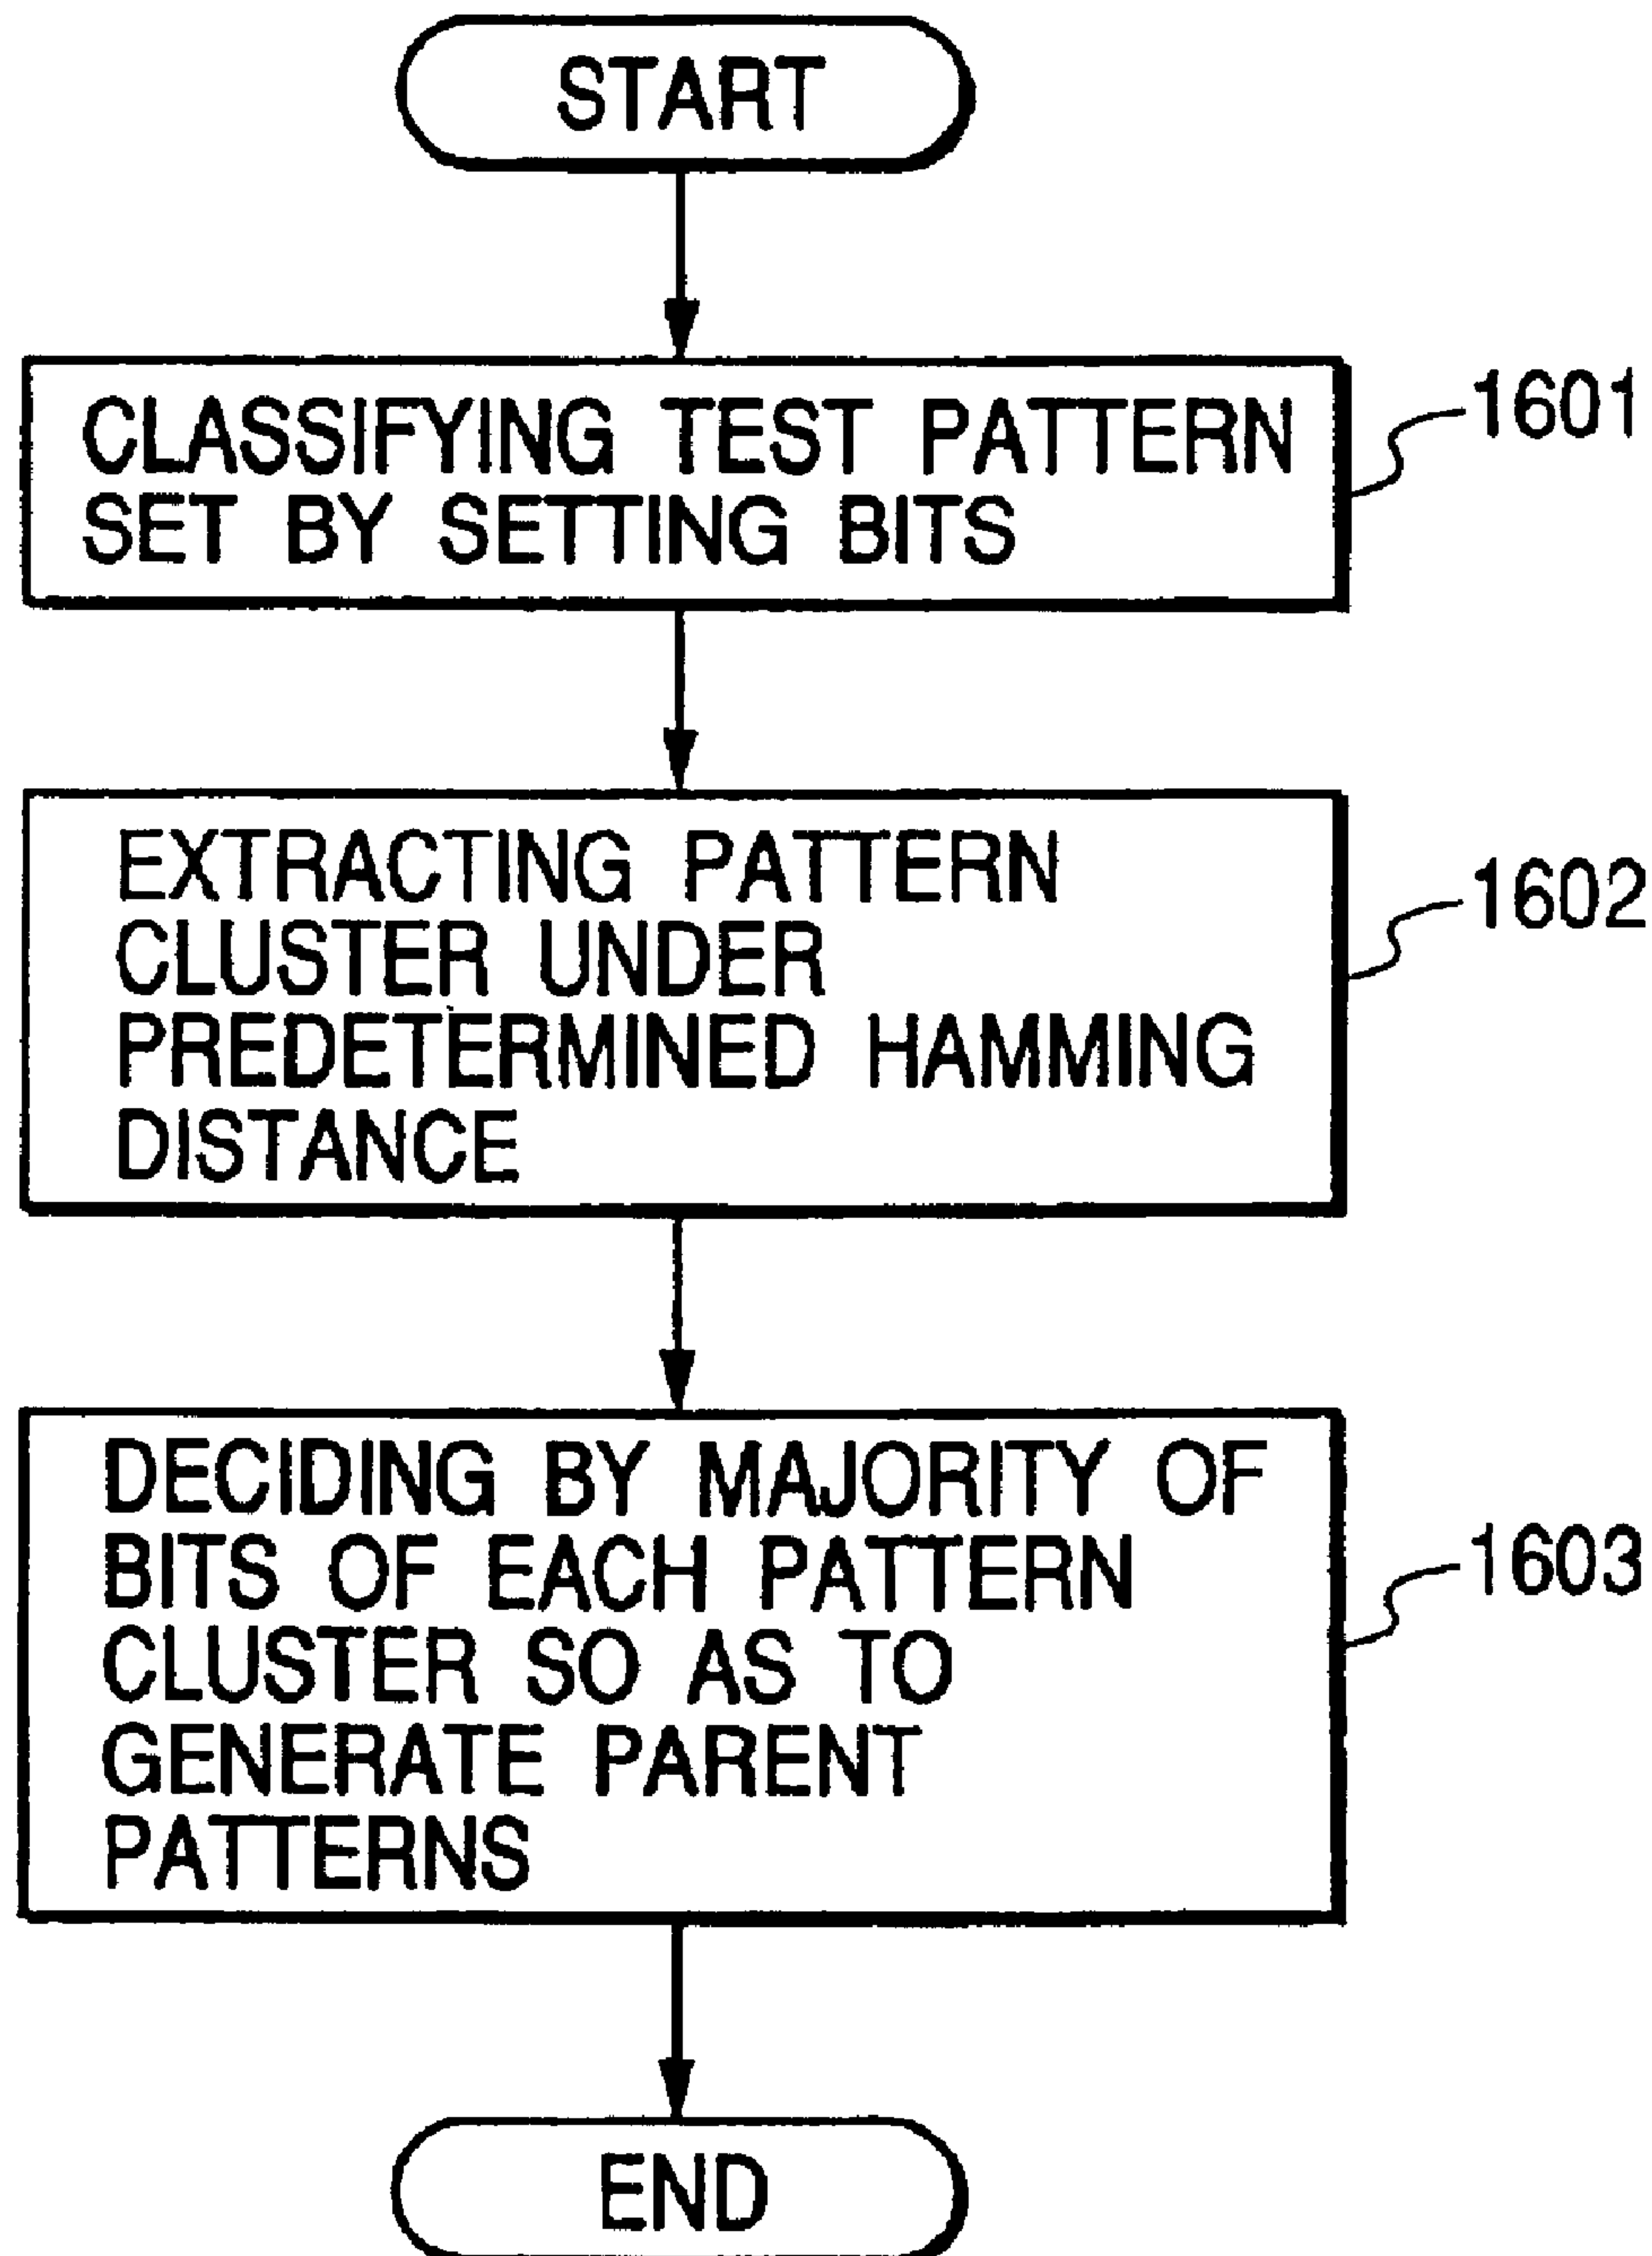 START
CLASSIFYING TEST PATTERN
SET BY SETTING BITS
1601
EXTRACTING PATTERN
CLUSTER UNDER
PREDETERMINED HAMMING
DISTANCE
1602
DECIDING BY MAJORITY OF
BITS OF EACH PATTERN
CLUSTER SO AS TO
GENERATE PARENT
PATTERNS
1603
END